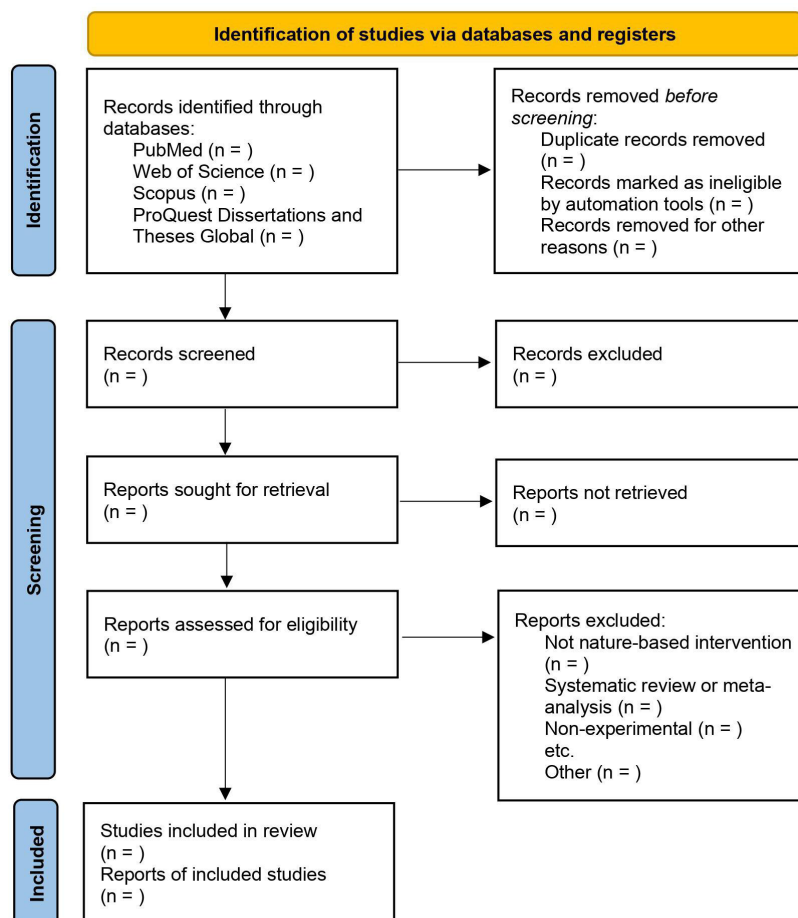 Identification of studies via databases and registers
Identification
Records identified through
databases:
PubMed (n = )
Web of Science (n = )
Scopus (n = )
ProQuest Dissertations and
Theses Global (n = )
Records removed before
screening:
Duplicate records removed
(n = )
Records marked as ineligible
by automation tools (n = )
Records removed for other
reasons (n = )
Screening
Records screened
(n = )
Records excluded
(n = )
Reports sought for retrieval
(n = )
Reports not retrieved
(n = )
Reports assessed for eligibility
(n = )
Reports excluded:
Not nature-based intervention
(n = )
Systematic review or meta-
analysis (n = )
Non-experimental (n = )
etc.
Other (n = )
Included
Studies included in review
(n = )
Reports of included studies
(n = )